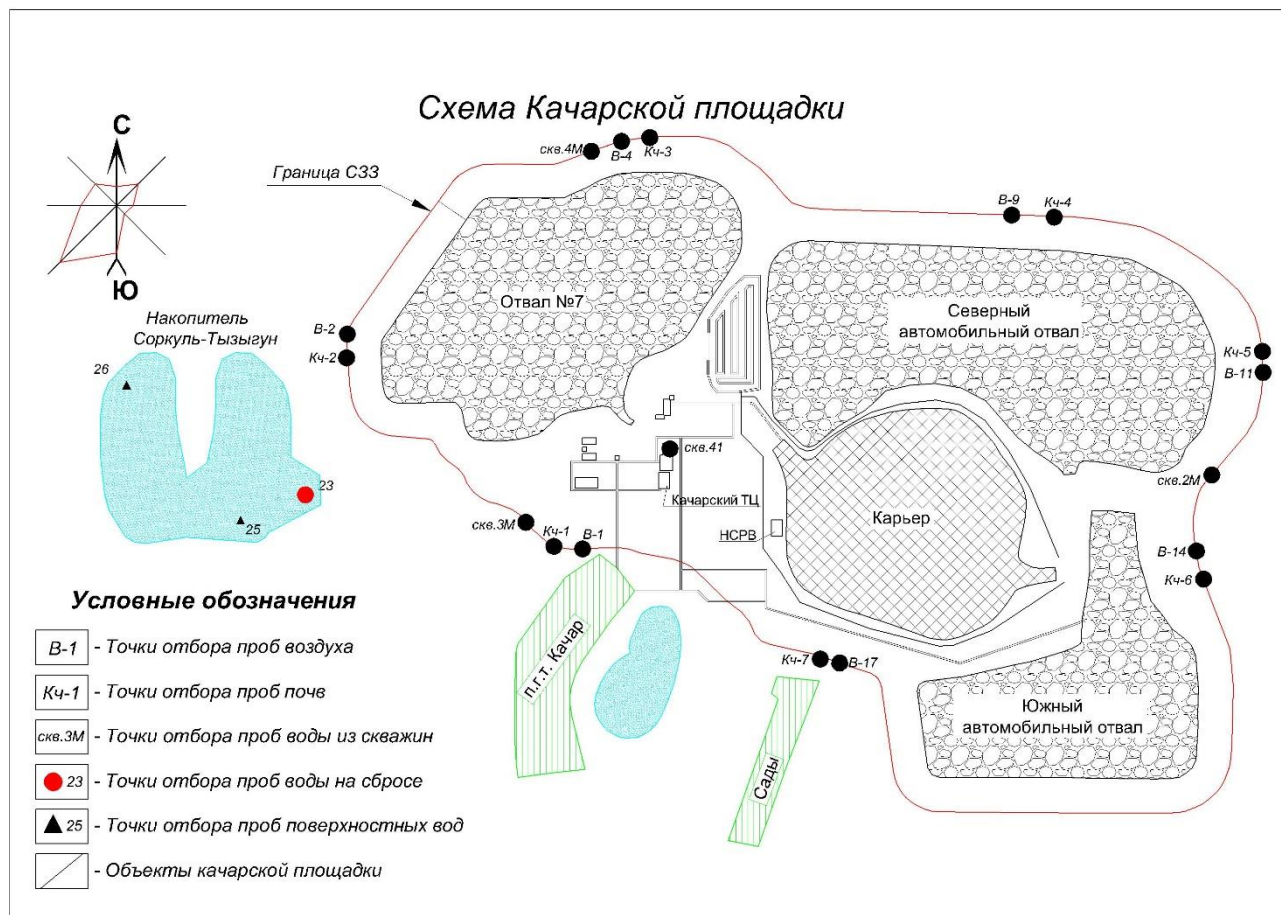 Схема Качарской площадки
С
Ю
Граница СЗЗ
скв.4М
В-4
Кч-3
В-9
Кч-4
Отвал №7
Северный
автомобильный отвал
Накопитель
Соркуль-Тызыгун
В-2
Кч-2
26
23
25
Кч-5
В-11
скв.41
Качарский ТЦ
скв.2М
Карьер
НСРВ
скв.3М
Кч-1
В-1
В-14
Кч-6
п.г.т. Качар
Кч-7
В-17
Сады
Южный
автомобильный отвал
Условные обозначения
В-1 - Точки отбора проб воздуха
Кч-1 - Точки отбора проб почв
скв.3М - Точки отбора проб воды из скважин
23 - Точки отбора проб воды на сбросе
25 - Точки отбора проб поверхностных вод
- Объекты качарской площадки